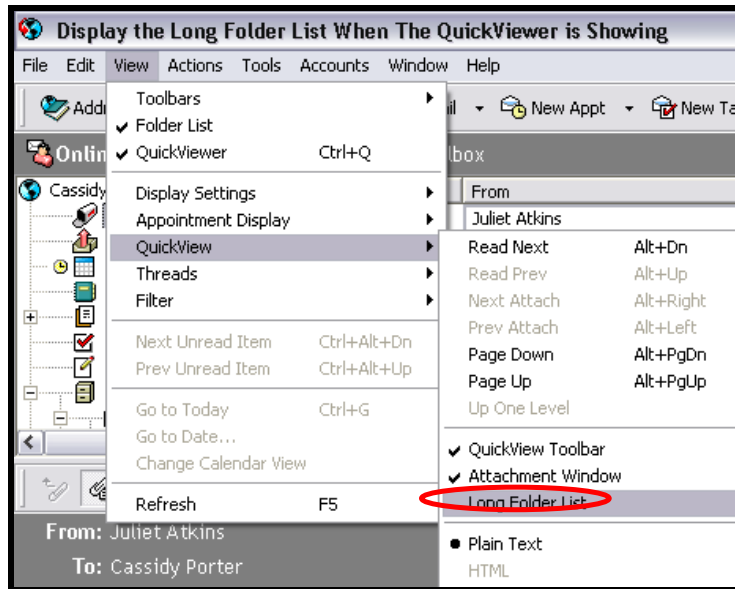 Display the Long Folder List When The QuickViewer is Showing
File Edit View Actions Tools Accounts Window Help
New Appt
Toolbars
Folder List
QuickViewer Ctrl+Q
Display Settings
Appointment Display
QuickView
Threads
Filter
Next Unread Item Ctrl+Alt+Dn
Prev Unread Item Ctrl+Alt+Up
Go to Today Ctrl+G
Go to Date...
Change Calendar View
Refresh F5
Cassidy
From
Juliet Atkins
Read Next Alt+Dn
Read Prev Alt+Up
Next Attach Alt+Right
Prev Attach Alt+Left
Page Down Alt+PgDn
Page Up Alt+PgUp
Up One Level
QuickView Toolbar
Attachment Window
Long Folder List
Plain Text
HTML
From: Juliet Atkins
To: Cassidy Porter